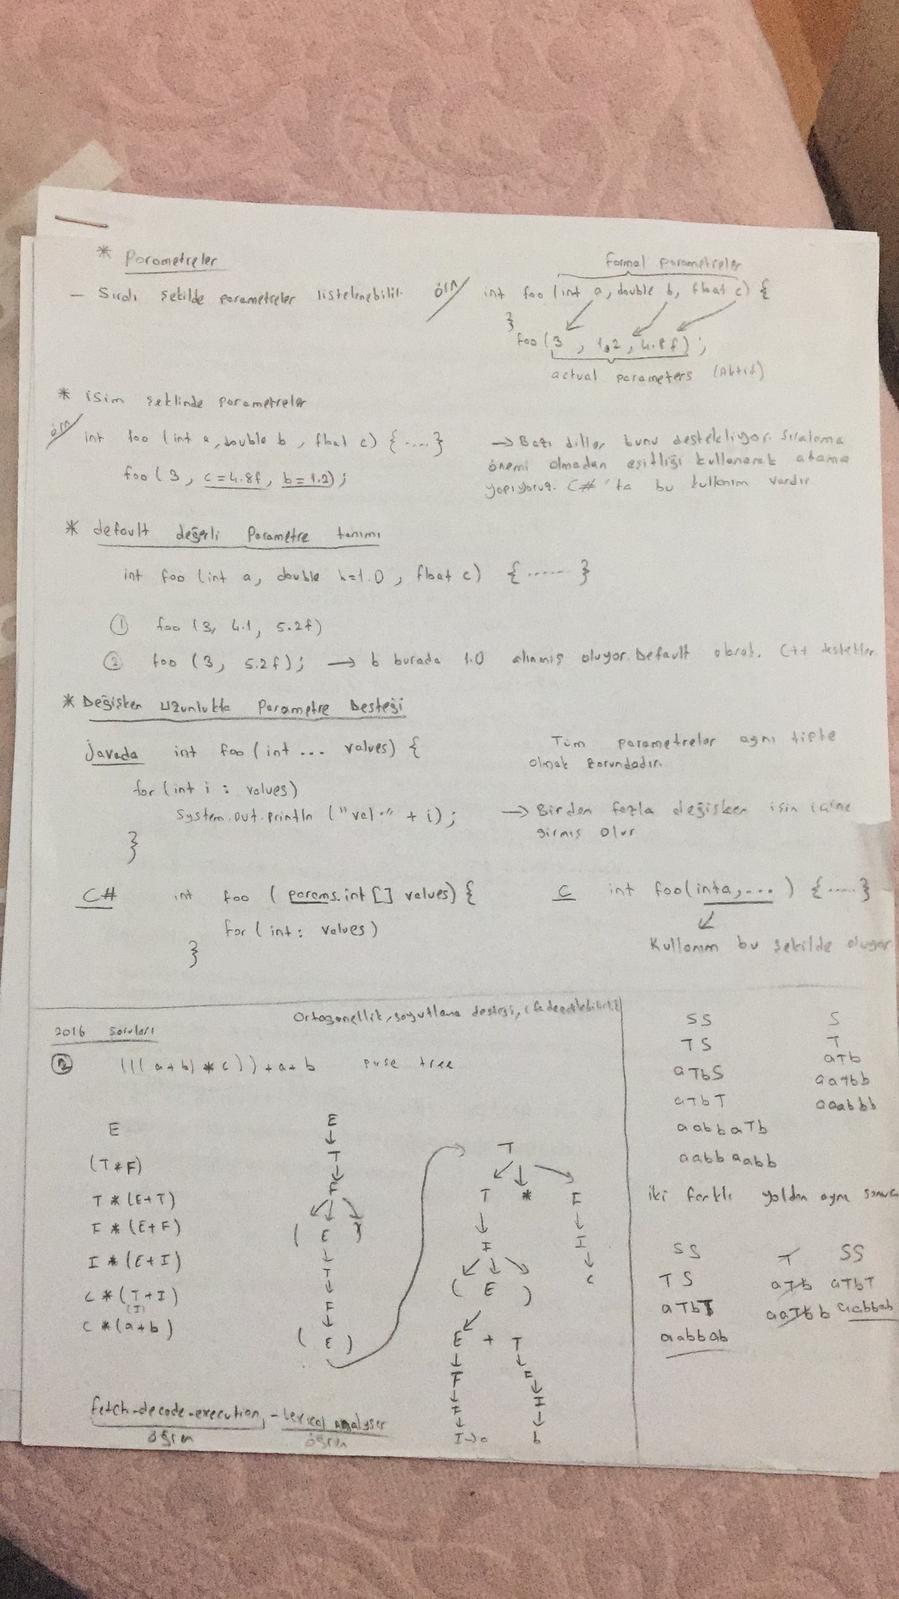 * Parametreler
— Sıralı şekilde parametreler listelenebilir.
örn/ formal parametreler
int foo (int a, double b, float c) {
}
foo (3 , 1.2 , 4.8f) ;
actual parameters (Aktif)
* isim şeklinde parametreler
örn/ int foo (int a, double b , float c) { .... }
foo (3, c=4.8f, b=1.2) ;
→ Bazı diller bunu destekliyor. Sıralama
önemi olmadan eşitliği kullanarak atama
yapıyoruz. C# 'ta bu kullanım vardır.
* default değerli Parametre tanımı
int foo (int a, double b=1.0 , float c) { ...... }
① foo (3, 4.1, 5.2f)
② foo (3, 5.2f) ; → b burada 1.0 alınmış oluyor. Default olarak. C++ destekler.
* Değişken Uzunlukta Parametre Desteği
Javada int foo (int ... values) {
for (int i : values)
System.out.println ("val." + i) ;
}
Tüm parametreler aynı tipte
olmak zorundadır.
→ Birden fazla değişken işin içine
girmiş olur
C# int foo ( params.int [] values) {
for ( int : values)
}
C int foo(int a, ... ) { .... }
Kullanım bu şekilde oluyor
2016 Soruları
Ortogonellik, soyutlama desteği,
② (((a+b) * c)) + a+b parse tree
E
(T*F)
T * (E+T)
F * (E+F)
I * (E+I)
C * (T+I)
(I)
C * (a+b)
E
T
F
( E )
T
F
( E )
T
T * F
F I
( E ) c
E + T
T F
F I
I → a b
fetch-decode-execution, - Lexical analyser
öğren öğren
SS
TS
aTbS
aTbT
aabbaTb
aabbaabb
S
T
aTb
aaTbb
aaabbb
iki farklı yoldan aynı sonuca
SS
TS
aTbT
aabbab
T
aTb
aaTbb
SS
aTbT
aabbab